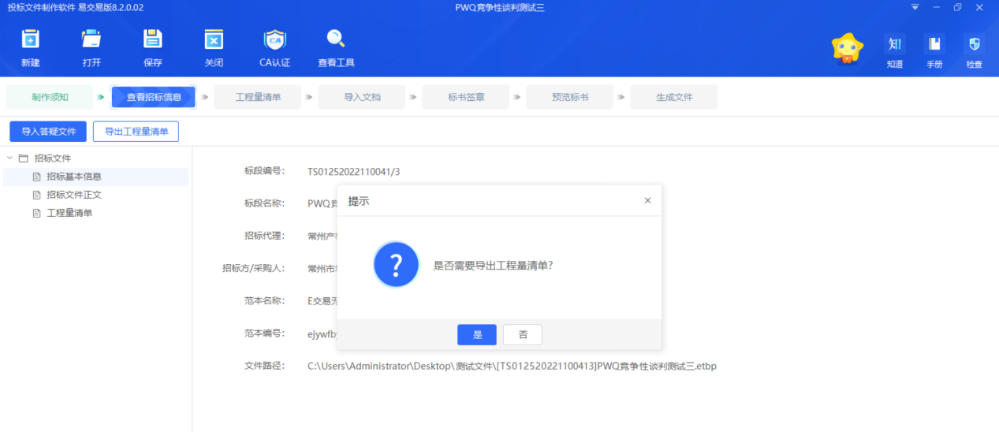 投标文件制作软件 易交易版8.2.0.02
PWQ竞争性谈判测试三
新建
打开
保存
关闭
CA认证
查看工具
知道
手册
检查
制作须知
查看招标信息
工程量清单
导入文档
标书签章
预览标书
生成文件
导入答疑文件
导出工程量清单
招标文件
招标基本信息
招标文件正文
工程量清单
标段编号： TS01252022110041/3
标段名称： PWQ竞
招标代理： 常州产
招标方/采购人： 常州市
范本名称： E交易无
范本编号： ejywfb
文件路径： C:\Users\Administrator\Desktop\测试文件\[TS012520221100413]PWQ竞争性谈判测试三.etbp
提示
?
是否需要导出工程量清单?
是
否